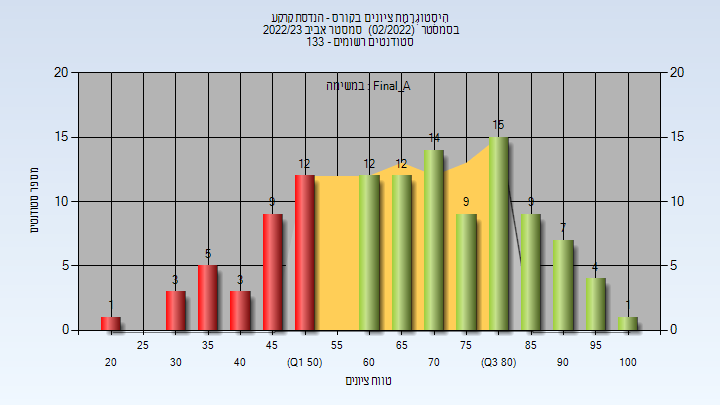 היסטוגרמת ציונים בקורס - הנדסת קרקע
בסמסטר (02/2022) סמסטר אביב 2022/23
סטודנטים רשומים - 133
במשימה : Final_A
מספר סטודנטים
20 20
15 15
10 10
5 5
0 0
1 3 5 3 9 12 12 12 14 9 15 9 7 4 1
25 35 45 55 65 75 85 95
20 30 40 (Q1 50) 60 70 (Q3 80) 90 100
טווח ציונים